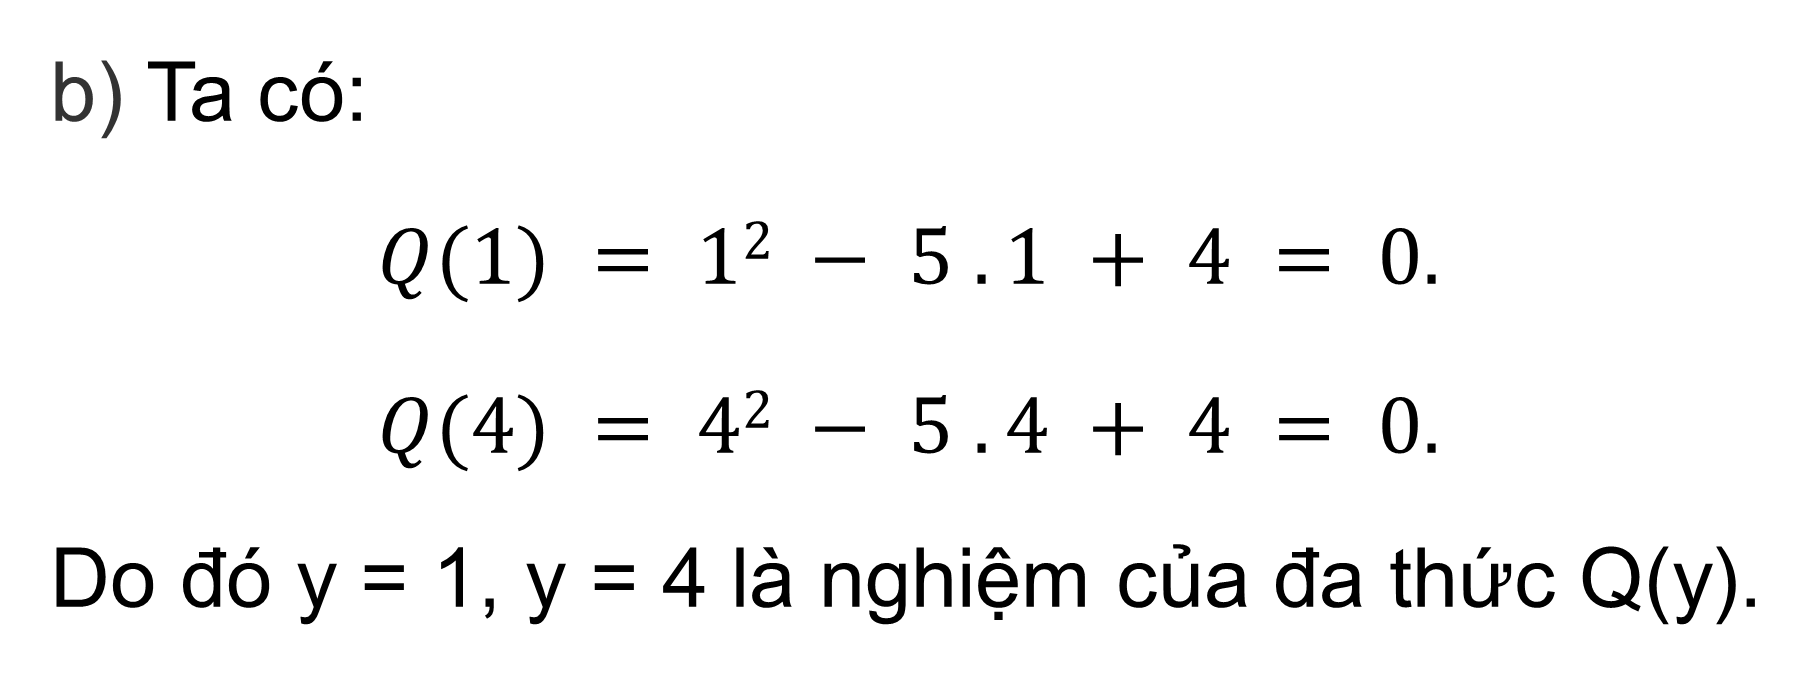 b) Ta có:
Q(1) = 1² − 5 . 1 + 4 = 0.
Q(4) = 4² − 5 . 4 + 4 = 0.
Do đó y = 1, y = 4 là nghiệm của đa thức Q(y).